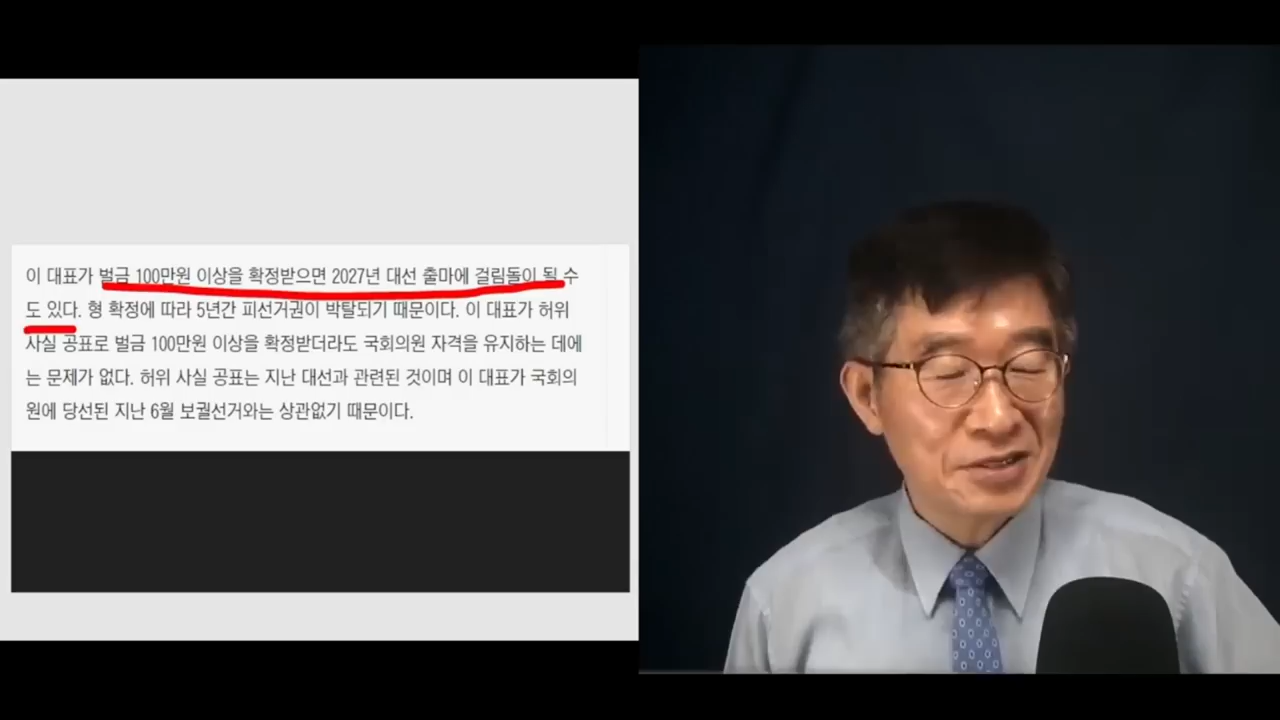 이 대표가 벌금 100만원 이상을 확정받으면 2027년 대선 출마에 걸림돌이 될 수
도 있다. 형 확정에 따라 5년간 피선거권이 박탈되기 때문이다. 이 대표가 허위
사실 공표로 벌금 100만원 이상을 확정받더라도 국회의원 자격을 유지하는 데에
는 문제가 없다. 허위 사실 공표는 지난 대선과 관련된 것이며 이 대표가 국회의
원에 당선된 지난 6월 보궐선거와는 상관없기 때문이다.